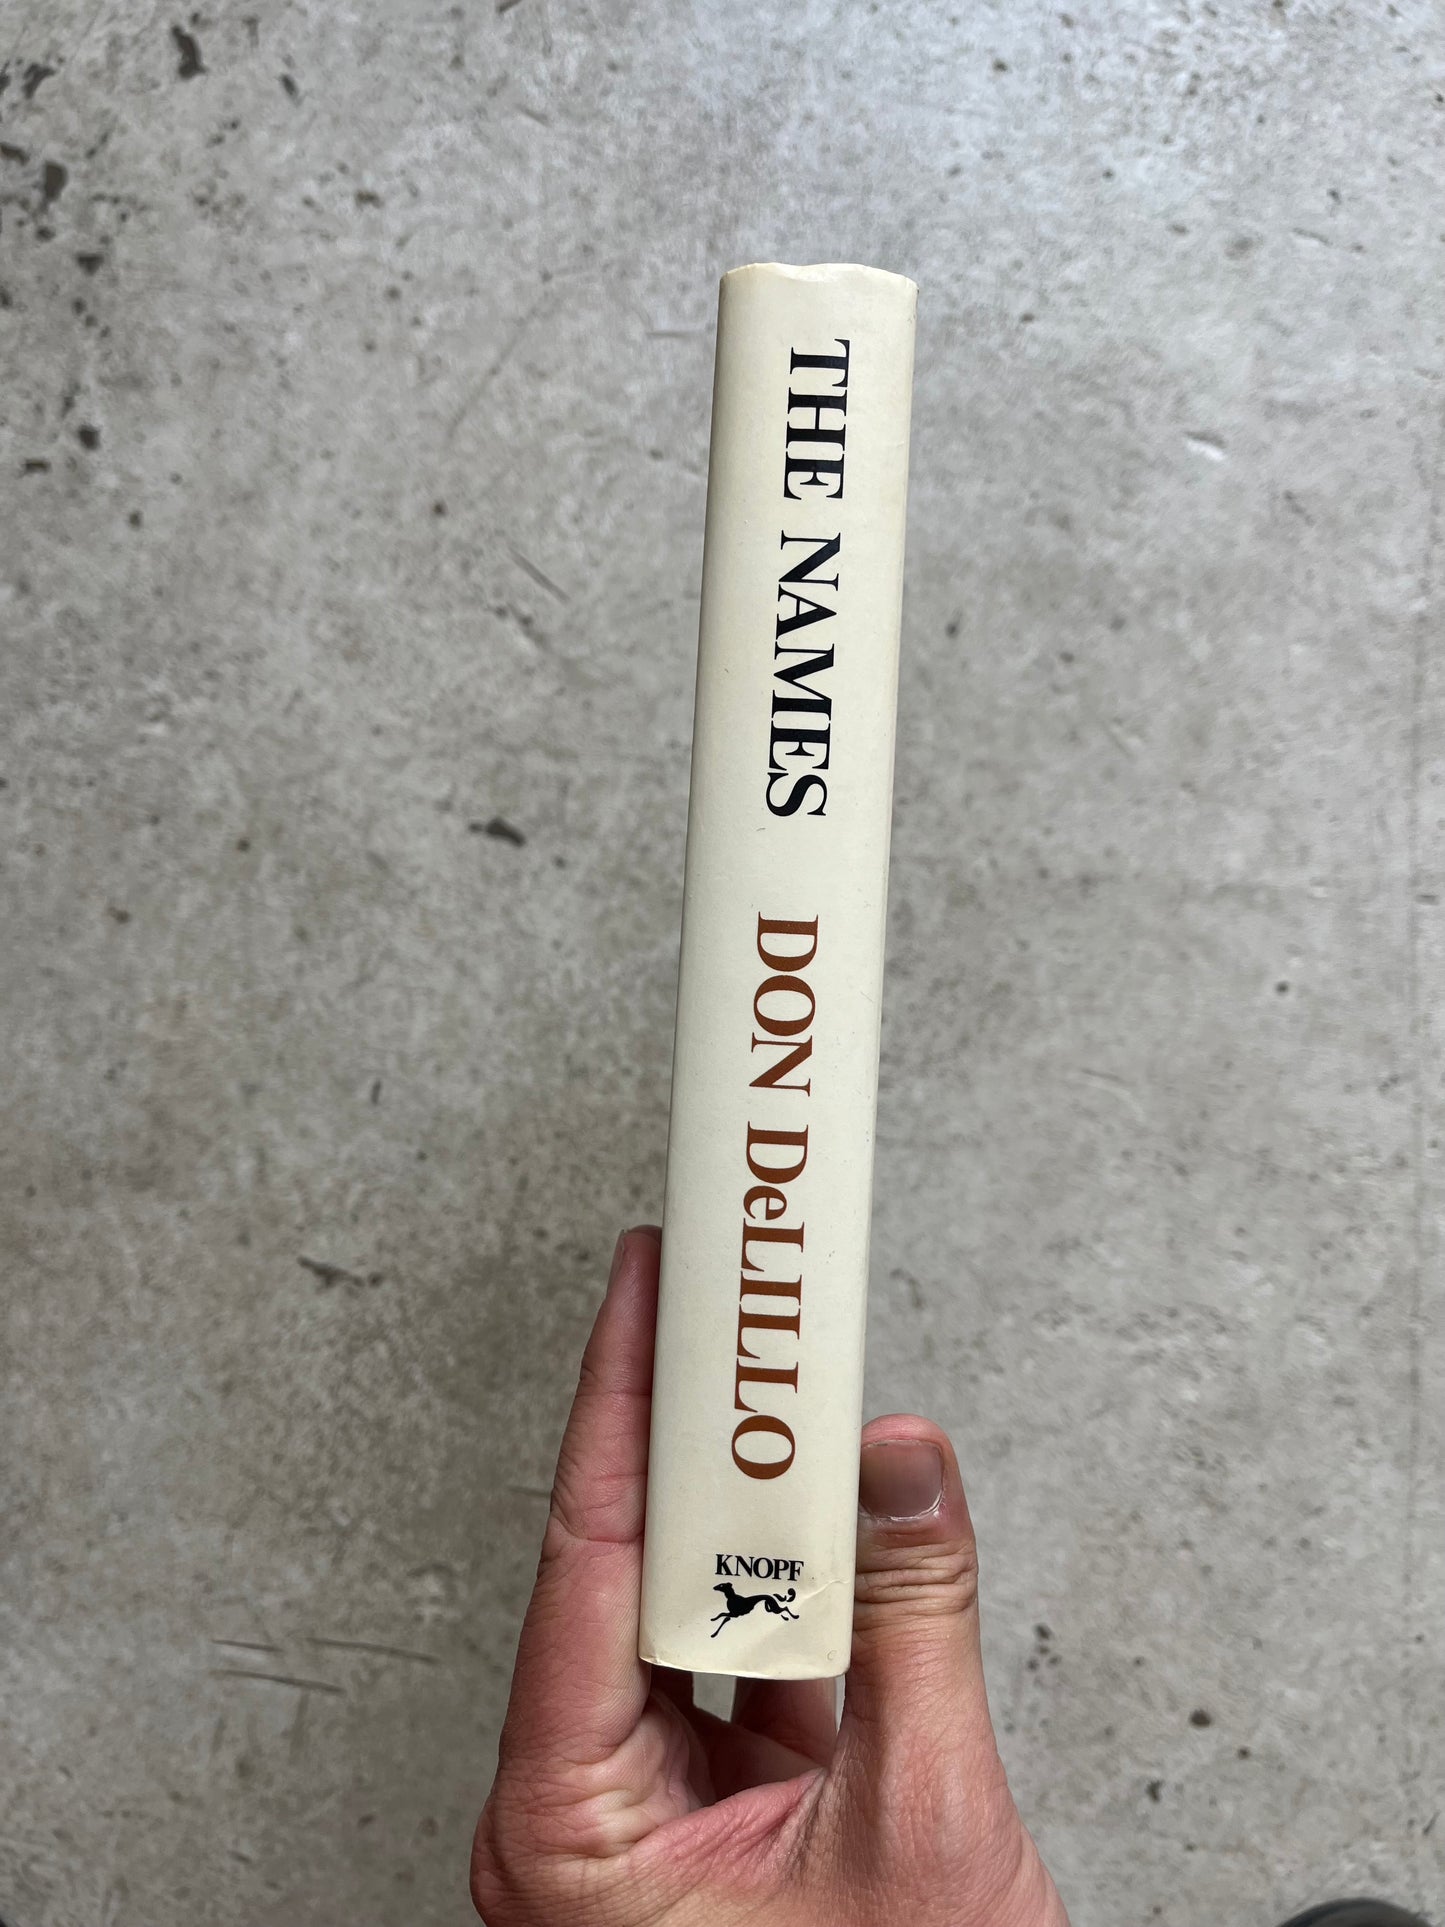 THE NAMES
DON DeLILLO
KNOPF